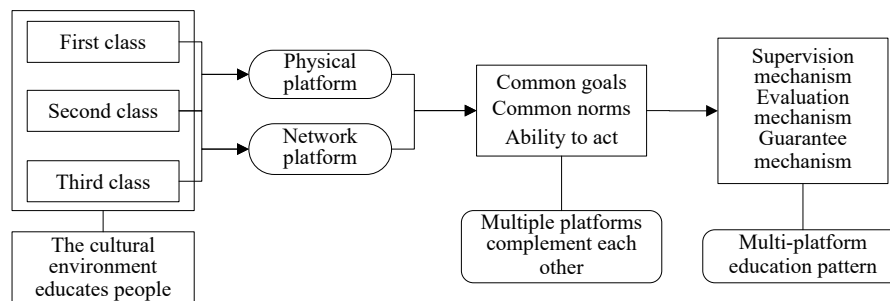 First class
Second class
Third class
The cultural
environment
educates people
Physical
platform
Network
platform
Common goals
Common norms
Ability to act
Multiple platforms
complement each
other
Supervision
mechanism
Evaluation
mechanism
Guarantee
mechanism
Multi-platform
education pattern